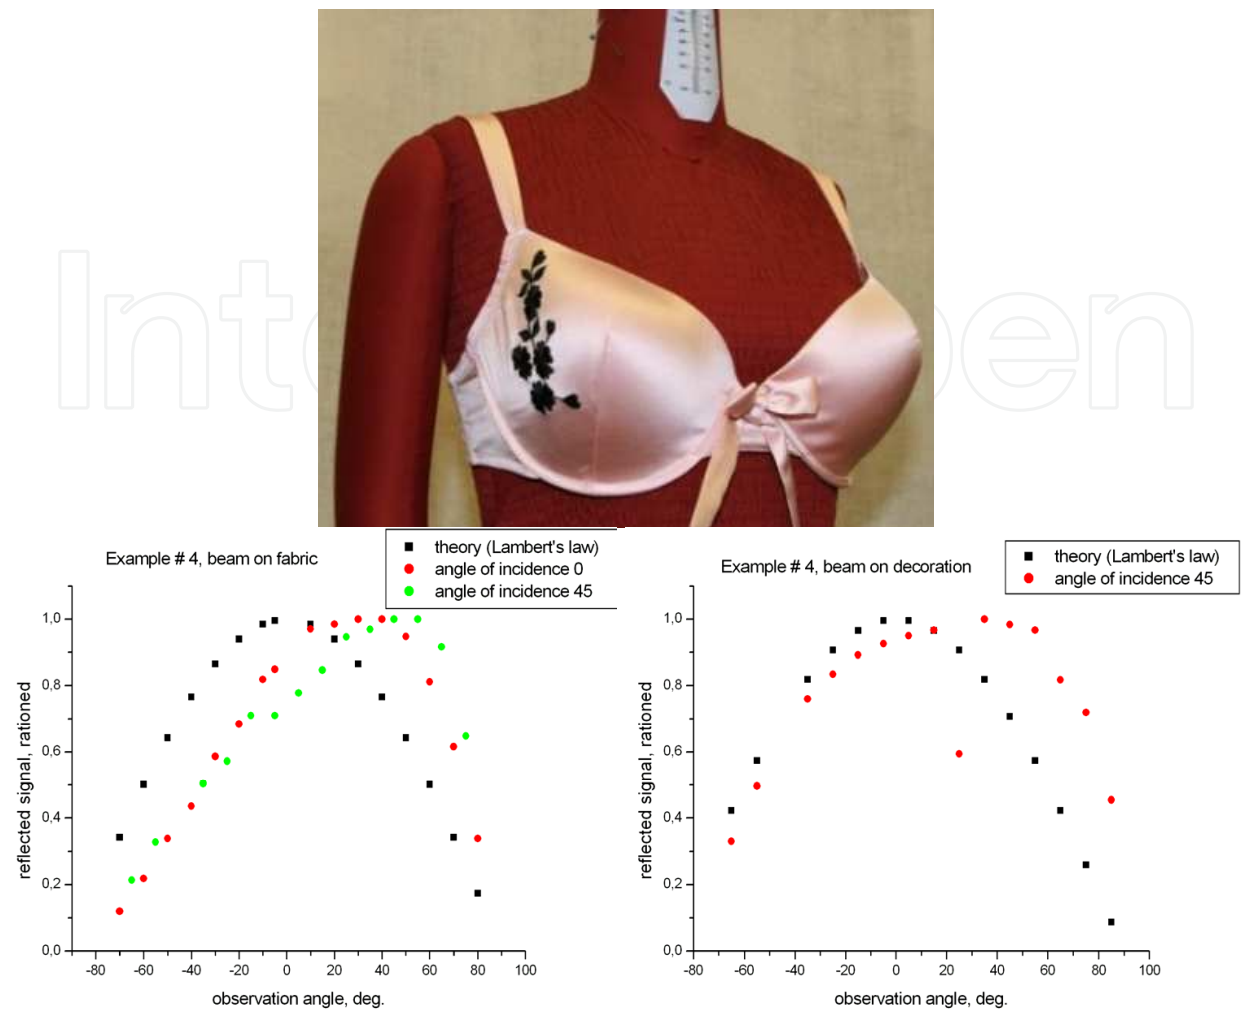 Example # 4, beam on fabric
theory (Lambert's law)
angle of incidence 0
angle of incidence 45
reflected signal, rationed
1,0
0,8
0,6
0,4
0,2
0,0
-80 -60 -40 -20 0 20 40 60 80 100
observation angle, deg.
Example # 4, beam on decoration
theory (Lambert's law)
angle of incidence 45
reflected signal, rationed
1,0
0,8
0,6
0,4
0,2
0,0
-80 -60 -40 -20 0 20 40 60 80 100
observation angle, deg.